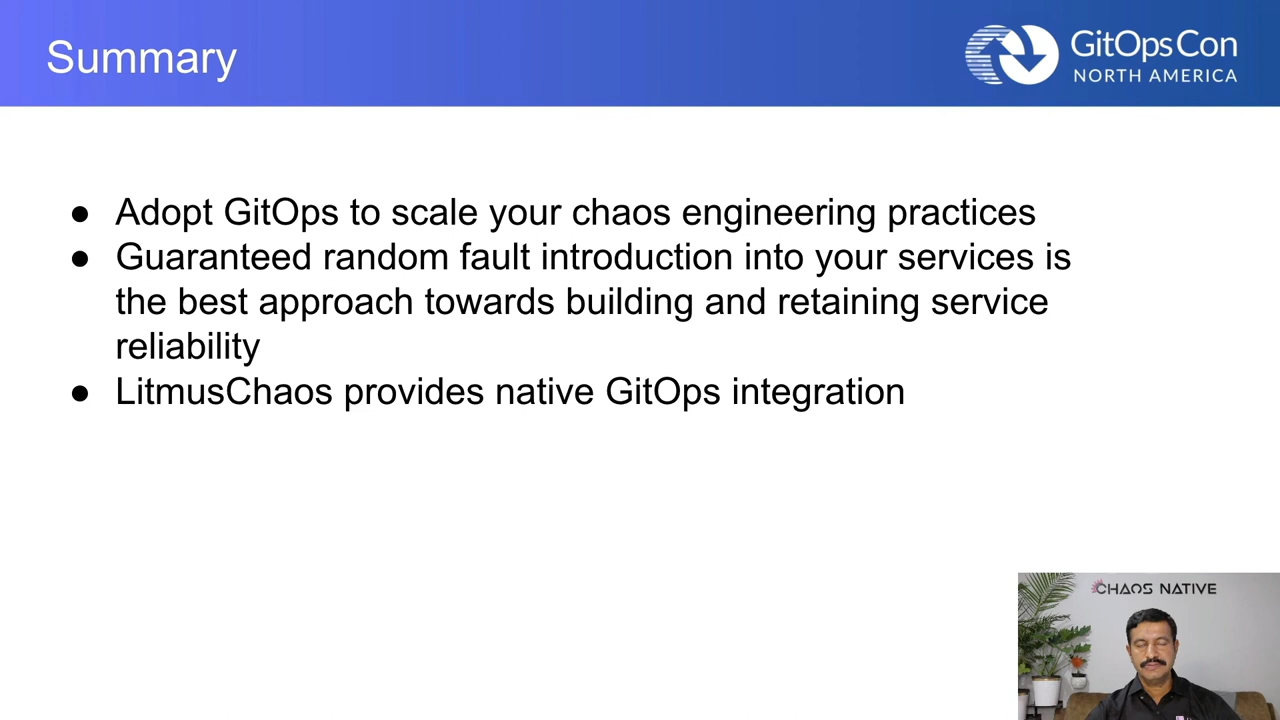 Summary
GitOpsCon
NORTH AMERICA
● Adopt GitOps to scale your chaos engineering practices
● Guaranteed random fault introduction into your services is
the best approach towards building and retaining service
reliability
● LitmusChaos provides native GitOps integration
CHAOS NATIVE